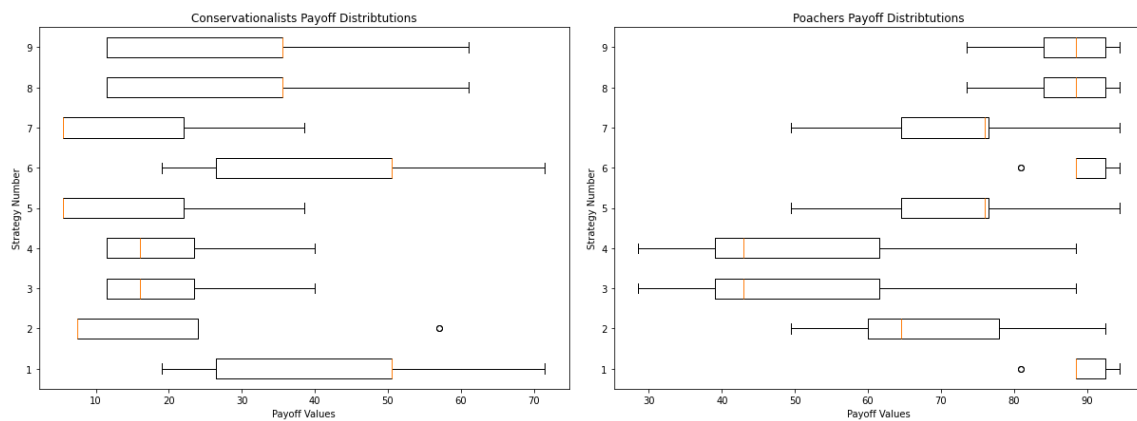 Conservationalists Payoff Distribtutions
Strategy Number
9
8
7
6
5
4
3
2
1
10 20 30 40 50 60 70
Payoff Values
Poachers Payoff Distribtutions
Strategy Number
9
8
7
6
5
4
3
2
1
30 40 50 60 70 80 90
Payoff Values